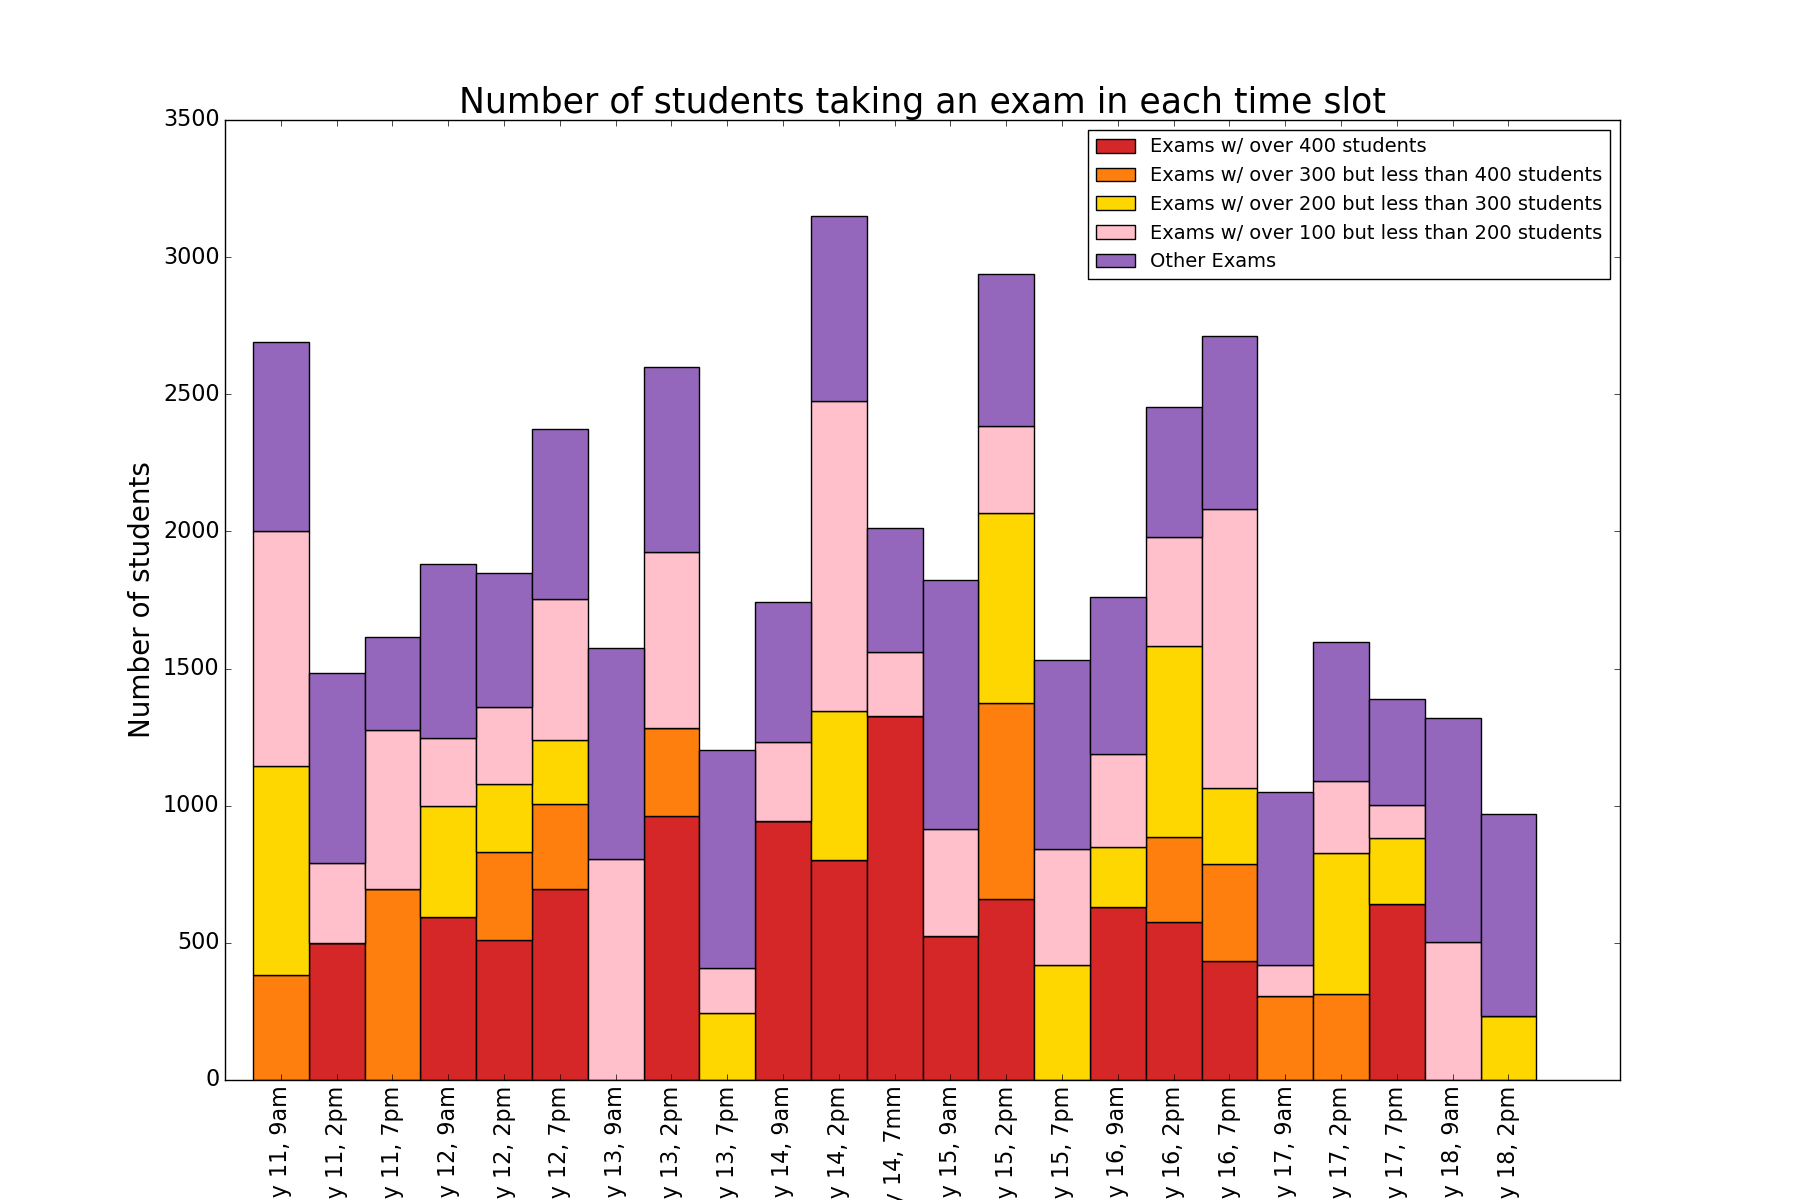 Number of students taking an exam in each time slot
Exams w/ over 400 students
Exams w/ over 300 but less than 400 students
Exams w/ over 200 but less than 300 students
Exams w/ over 100 but less than 200 students
Other Exams
3500
3000
2500
2000
1500
1000
500
0
Number of students
y 11, 9am
y 11, 2pm
y 11, 7pm
y 12, 9am
y 12, 2pm
y 12, 7pm
y 13, 9am
y 13, 2pm
y 13, 7pm
y 14, 9am
y 14, 2pm
y 14, 7mm
y 15, 9am
y 15, 2pm
y 15, 7pm
y 16, 9am
y 16, 2pm
y 16, 7pm
y 17, 9am
y 17, 2pm
y 17, 7pm
y 18, 9am
y 18, 2pm